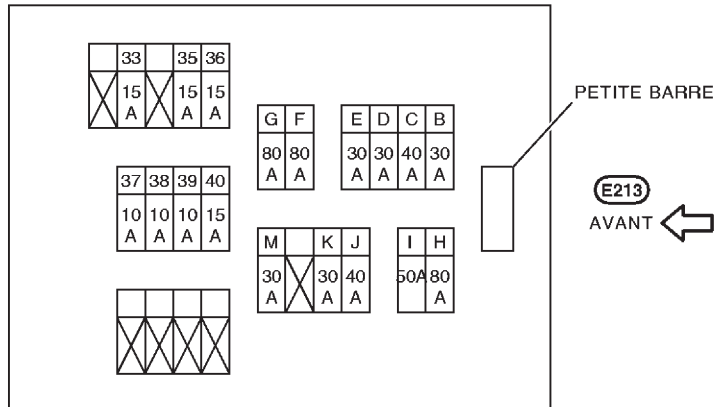 33 35 36
15 A 15 A 15 A
G F E D C B
80 A 80 A 30 A 30 A 40 A 30 A
PETITE BARRE
37 38 39 40
10 A 10 A 10 A 15 A
E213
AVANT
M K J I H
30 A 30 A 40 A 50A 80 A